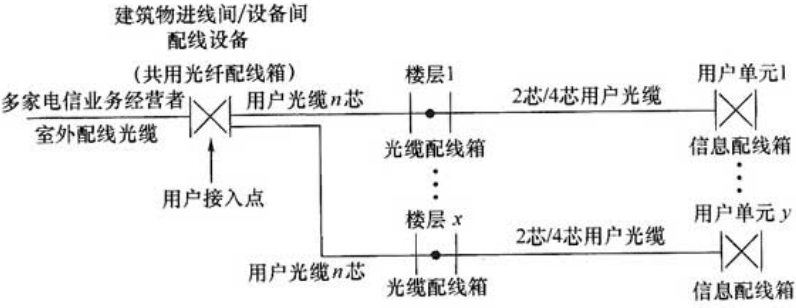 建筑物进线间/设备间
配线设备
(共用光纤配线箱)
多家电信业务经营者
室外配线光缆
用户接入点
用户光缆n芯
楼层1
光缆配线箱
2芯/4芯用户光缆
用户单元1
信息配线箱
用户光缆n芯
楼层 x
光缆配线箱
2芯/4芯用户光缆
用户单元 y
信息配线箱